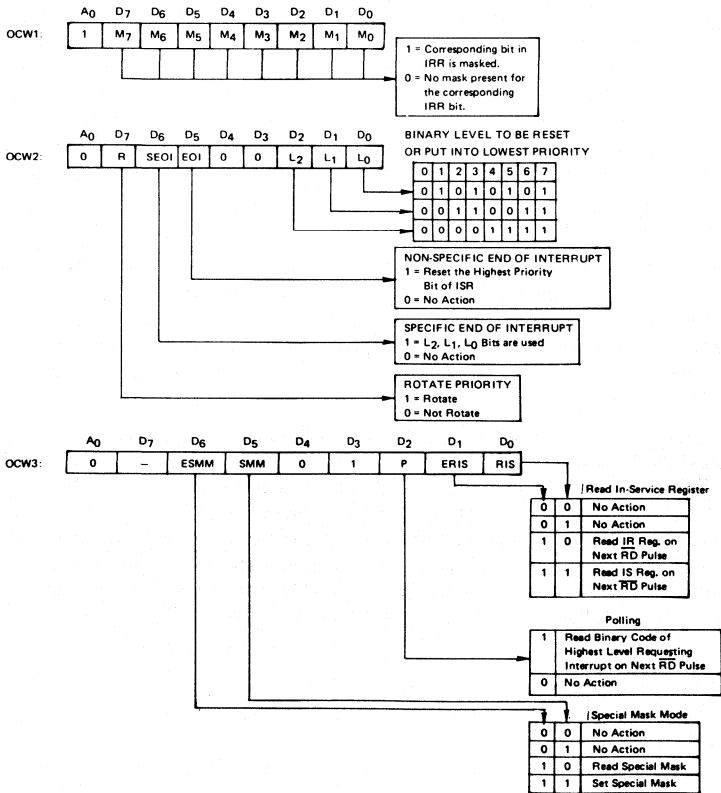 A0 D7 D6 D5 D4 D3 D2 D1 D0
OCW1: 1 M7 M6 M5 M4 M3 M2 M1 M0
1 = Corresponding bit in
IRR is masked.
0 = No mask present for
the corresponding
IRR bit.
A0 D7 D6 D5 D4 D3 D2 D1 D0
OCW2: 0 R SEOI EOI 0 0 L2 L1 L0
BINARY LEVEL TO BE RESET
OR PUT INTO LOWEST PRIORITY
0 1 2 3 4 5 6 7
0 1 0 1 0 1 0 1
0 0 1 1 0 0 1 1
0 0 0 0 1 1 1 1
NON-SPECIFIC END OF INTERRUPT
1 = Reset the Highest Priority
Bit of ISR
0 = No Action
SPECIFIC END OF INTERRUPT
1 = L2, L1, L0 Bits are used
0 = No Action
ROTATE PRIORITY
1 = Rotate
0 = Not Rotate
A0 D7 D6 D5 D4 D3 D2 D1 D0
OCW3: 0 – ESMM SMM 0 1 P ERIS RIS
Read In-Service Register
0 0 No Action
0 1 No Action
1 0 Read IR Reg. on
Next RD Pulse
1 1 Read IS Reg. on
Next RD Pulse
Polling
1 Read Binary Code of
Highest Level Requesting
Interrupt on Next RD Pulse
0 No Action
Special Mask Mode
0 0 No Action
0 1 No Action
1 0 Read Special Mask
1 1 Set Special Mask